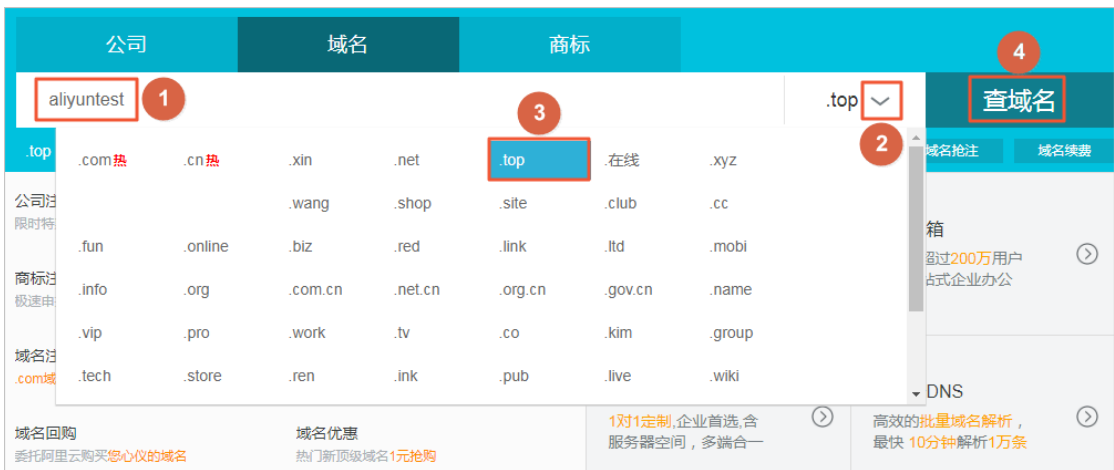 公司 域名 商标
aliyuntest 1 .top 2 查域名 4
3
.top 域名抢注 域名续费
.com热 .cn热 .xin .net .top .在线 .xyz
.wang .shop .site .club .cc
.fun .online .biz .red .link .ltd .mobi
.info .org .com.cn .net.cn .org.cn .gov.cn .name
.vip .pro .work .tv .co .kim .group
.tech .store .ren .ink .pub .live .wiki
公司注
限时特
商标注
极速申
域名注
.com域
域名回购
委托阿里云购买您心仪的域名
域名优惠
热门新顶级域名1元抢购
1对1定制,企业首选,含
服务器空间，多端合一
箱
超过200万用户
站式企业办公
DNS
高效的批量域名解析，
最快 10分钟解析1万条